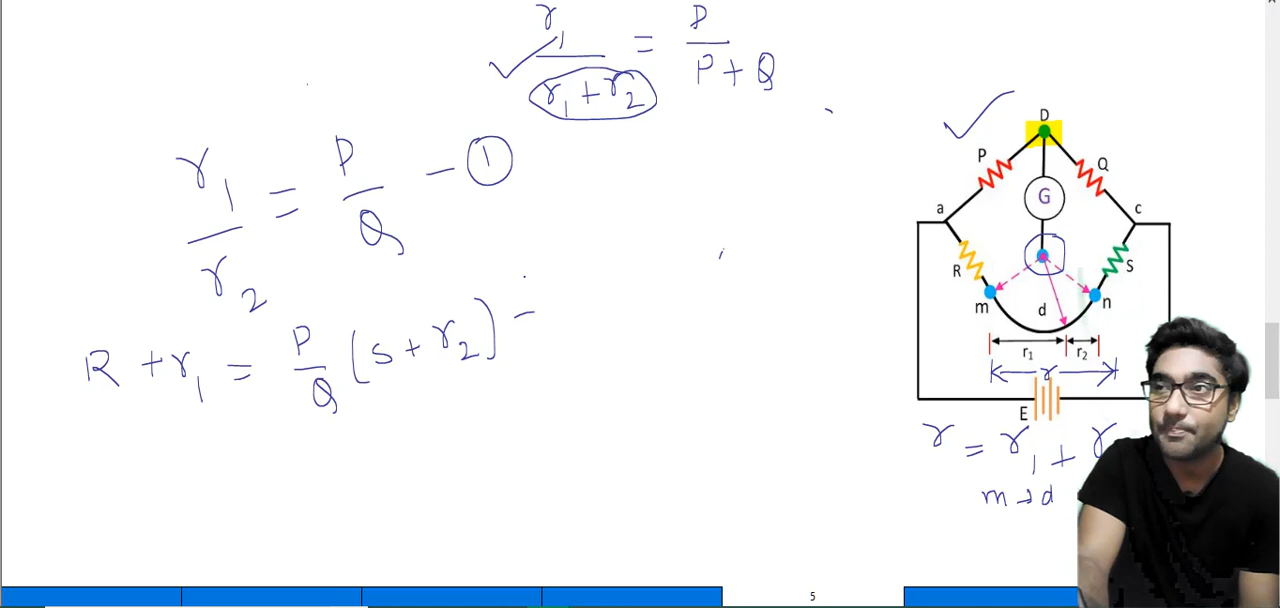 r₁ / (r₁ + r₂) = P / (P + Q)
r₁ / r₂ = P / Q — ①
R + r₁ = P / Q (S + r₂) –
D
P
Q
G
a
c
R
S
m
d
n
r₁
r₂
r
E
r = r₁ + r
m → d
5